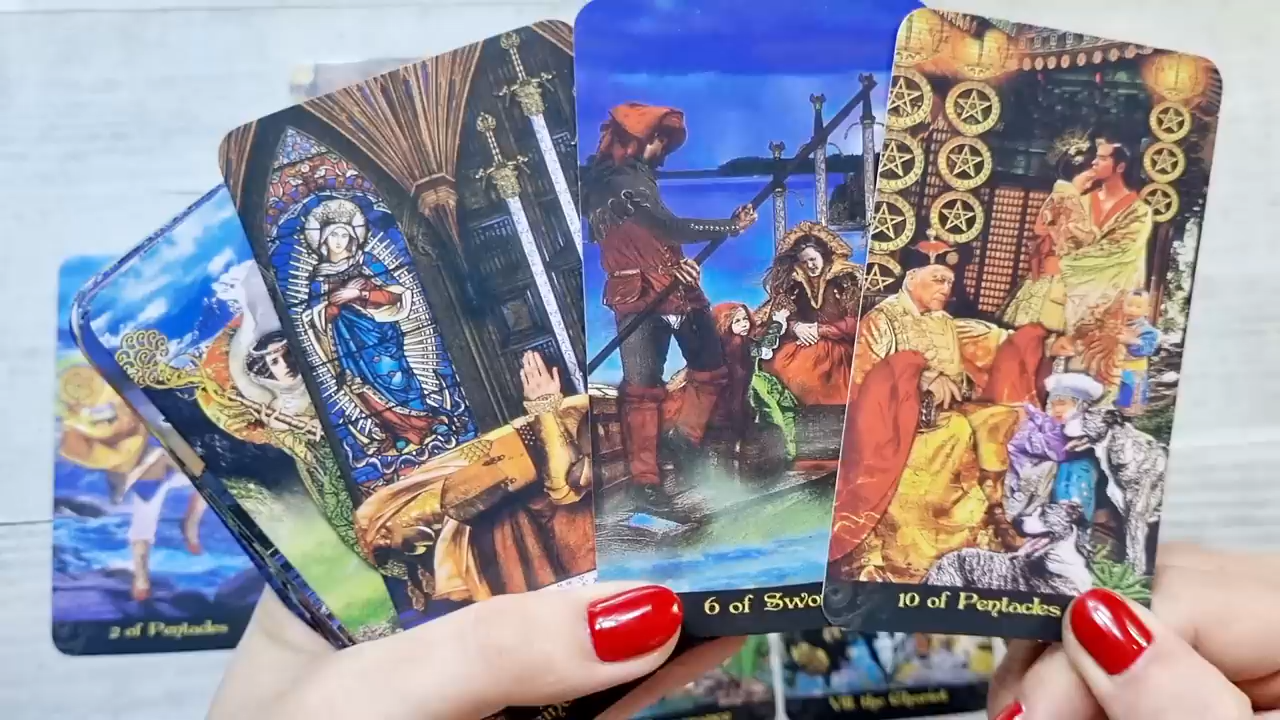 2 of Pentacles
6 of Swo
10 of Pentacles
VII the Chariot